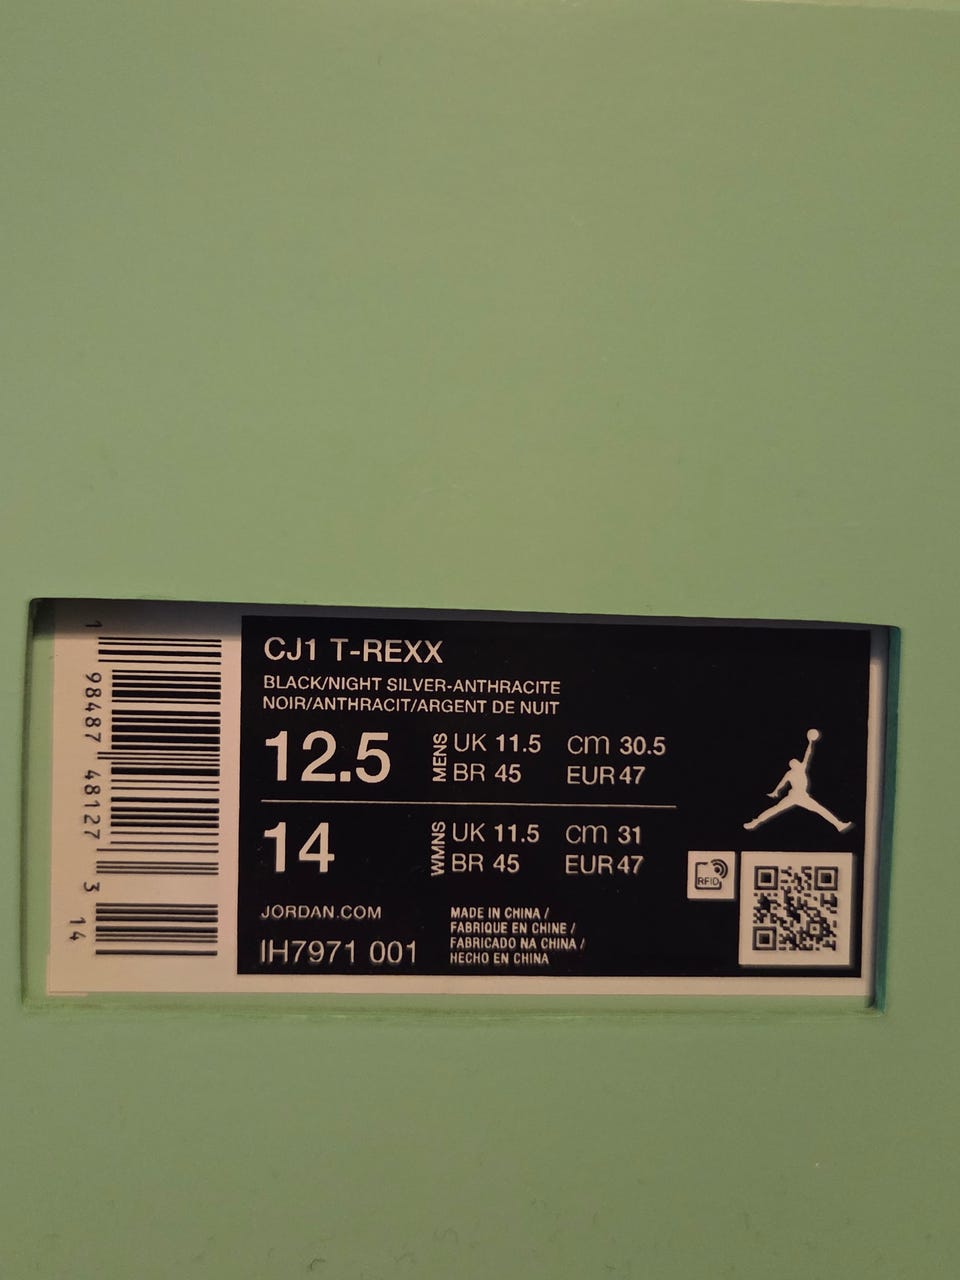 1 98487 48127 3 14
CJ1 T-REXX
BLACK/NIGHT SILVER-ANTHRACITE
NOIR/ANTHRACIT/ARGENT DE NUIT
12.5 MENS UK 11.5 cm 30.5
BR 45 EUR 47
14 WMNS UK 11.5 cm 31
BR 45 EUR 47
RFID
JORDAN.COM
IH7971 001
MADE IN CHINA /
FABRIQUE EN CHINE /
FABRICADO NA CHINA /
HECHO EN CHINA